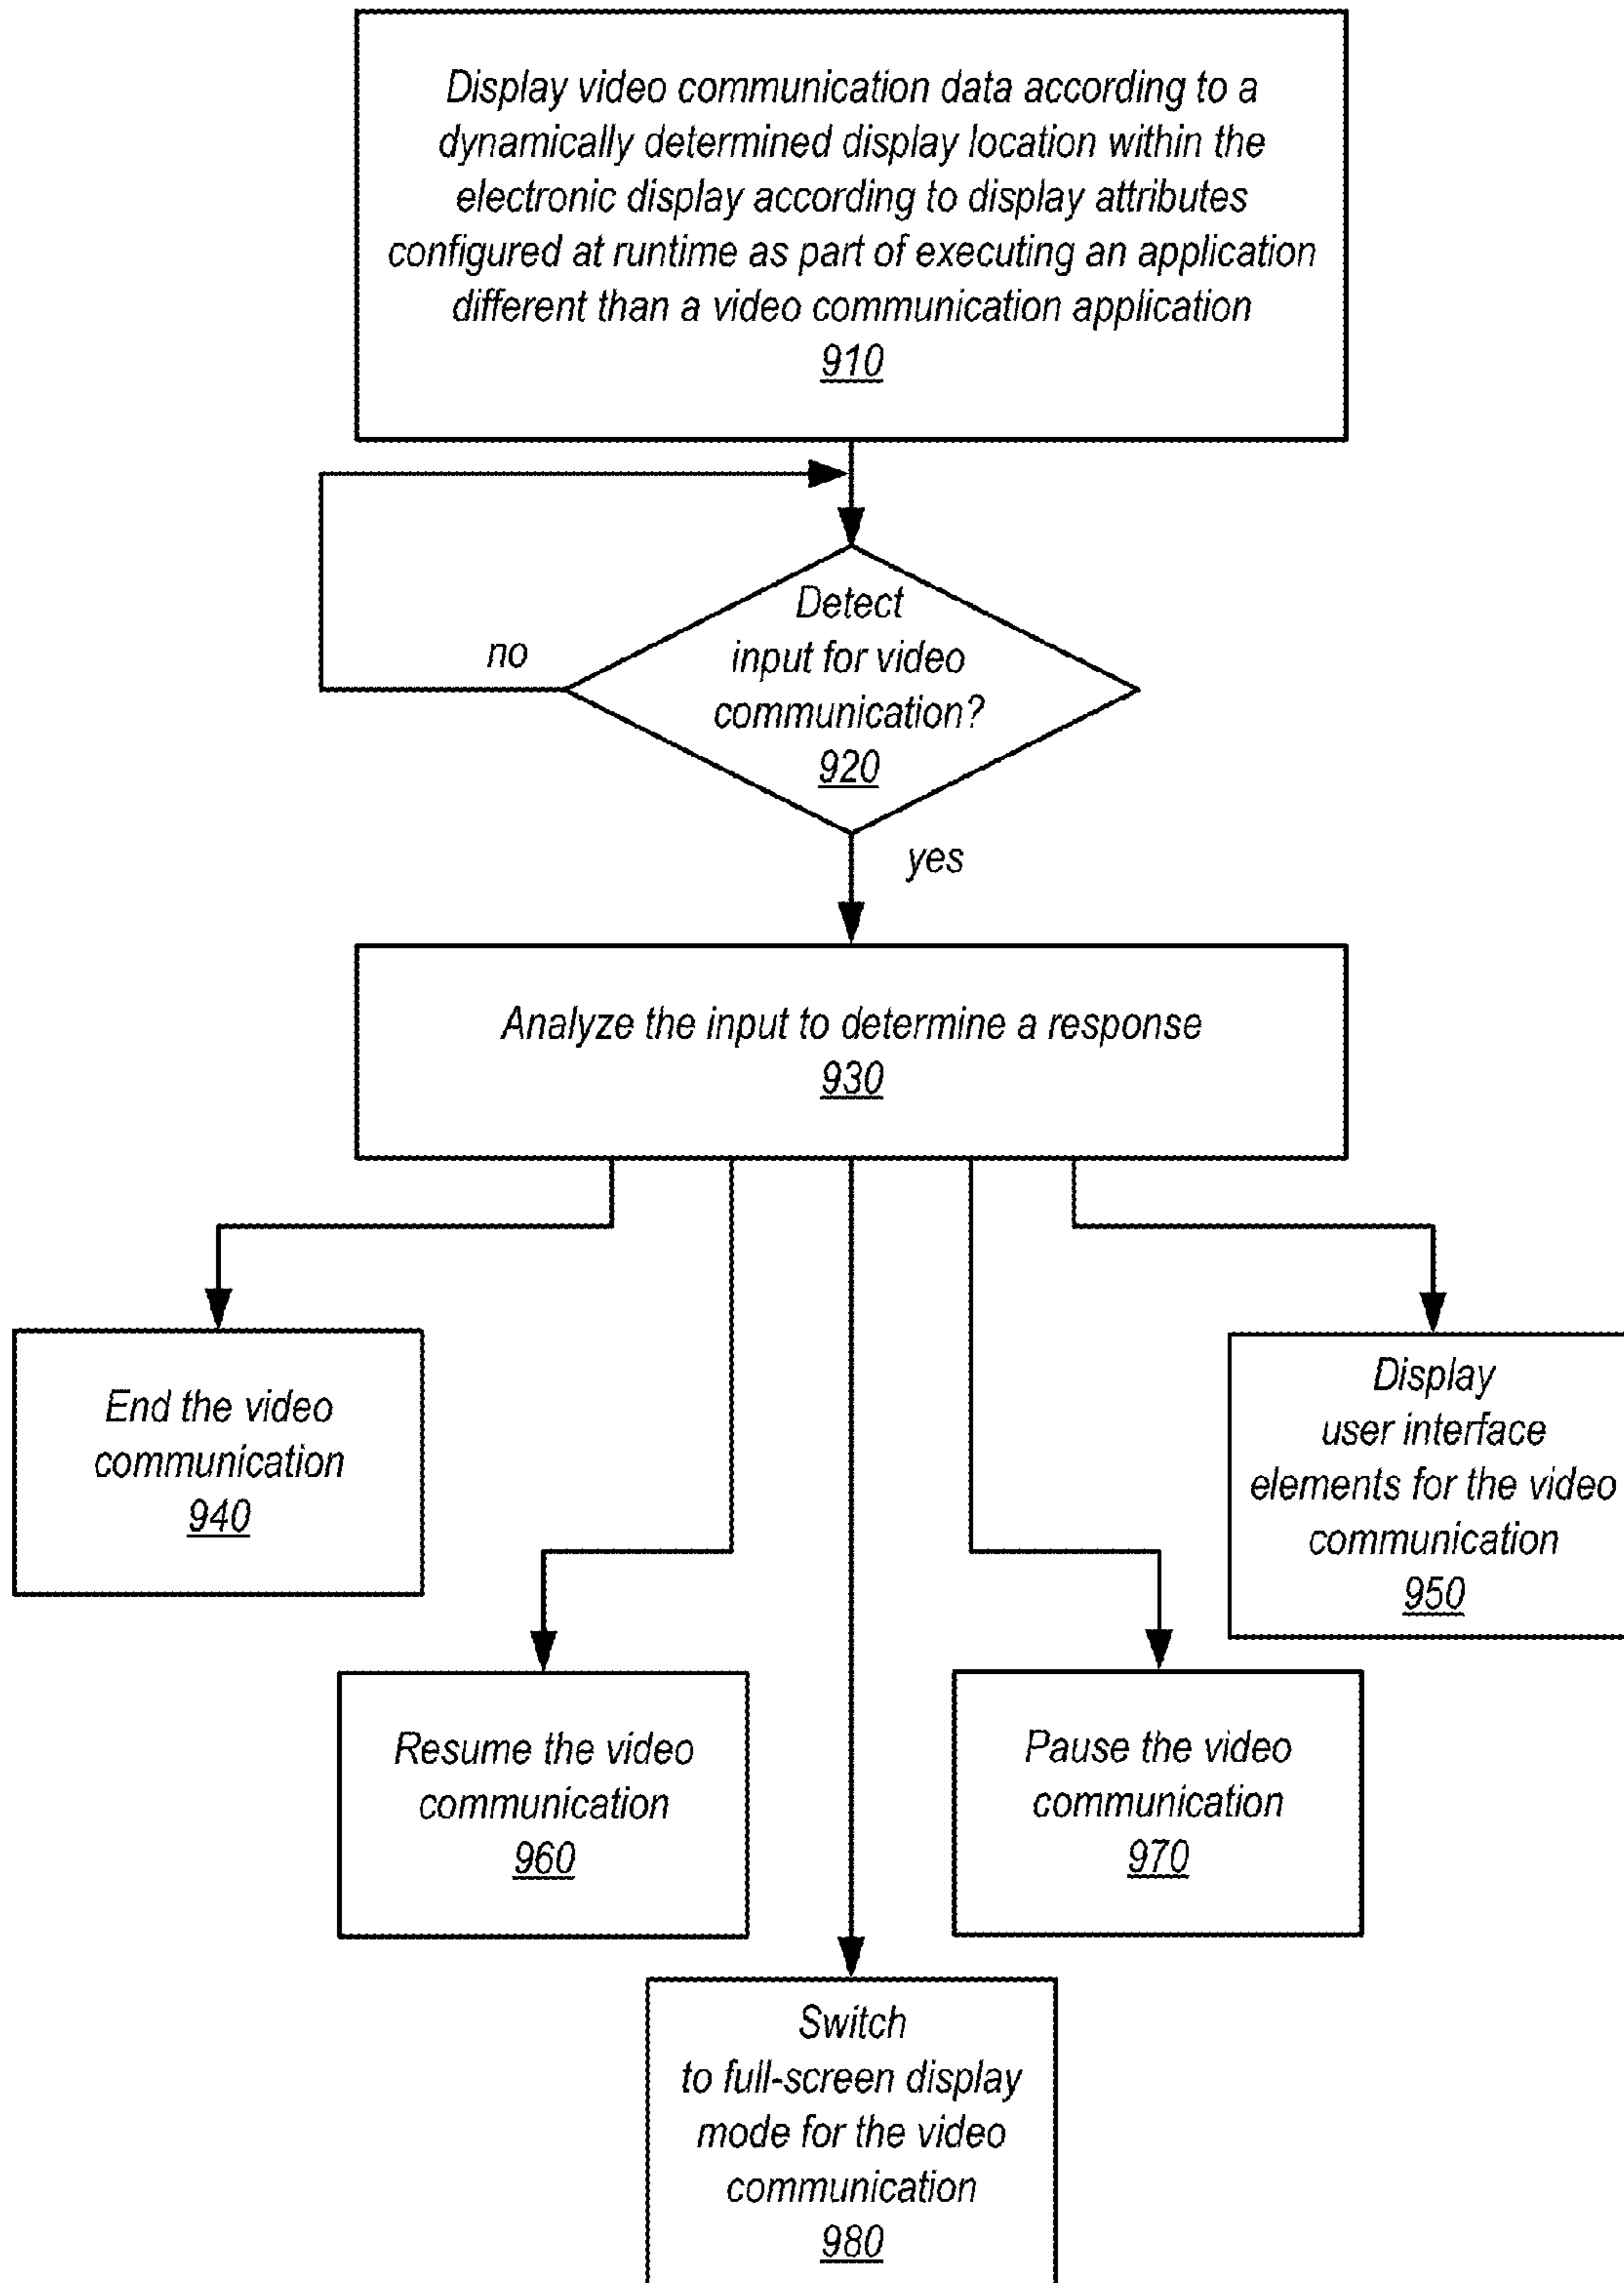 Display video communication data according to a
dynamically determined display location within the
electronic display according to display attributes
configured at runtime as part of executing an application
different than a video communication application
910
Detect
input for video
communication?
920
no
yes
Analyze the input to determine a response
930
End the video
communication
940
Display
user interface
elements for the video
communication
950
Resume the video
communication
960
Pause the video
communication
970
Switch
to full-screen display
mode for the video
communication
980